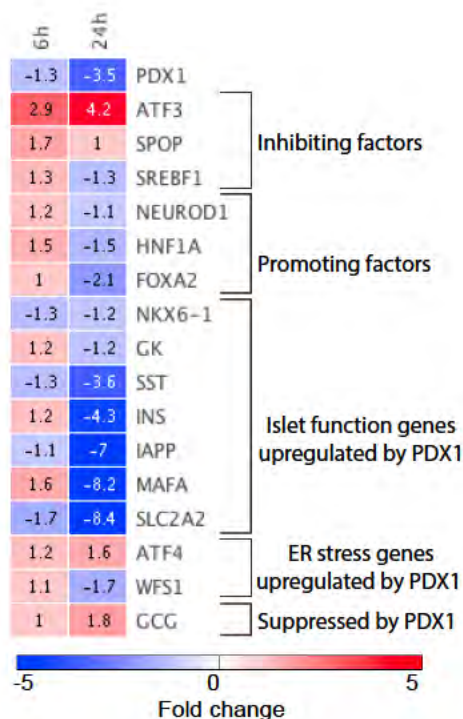 6h 24h
-1.3 -3.5 PDX1
2.9 4.2 ATF3
1.7 1 SPOP
1.3 -1.3 SREBF1
Inhibiting factors
1.2 -1.1 NEUROD1
1.5 -1.5 HNF1A
1 -2.1 FOXA2
Promoting factors
-1.3 -1.2 NKX6-1
1.2 -1.2 GK
-1.3 -3.6 SST
1.2 -4.3 INS
-1.1 -7 IAPP
1.6 -8.2 MAFA
-1.7 -8.4 SLC2A2
Islet function genes
upregulated by PDX1
1.2 1.6 ATF4
1.1 -1.7 WFS1
ER stress genes
upregulated by PDX1
1 1.8 GCG
Suppressed by PDX1
-5 0 5
Fold change